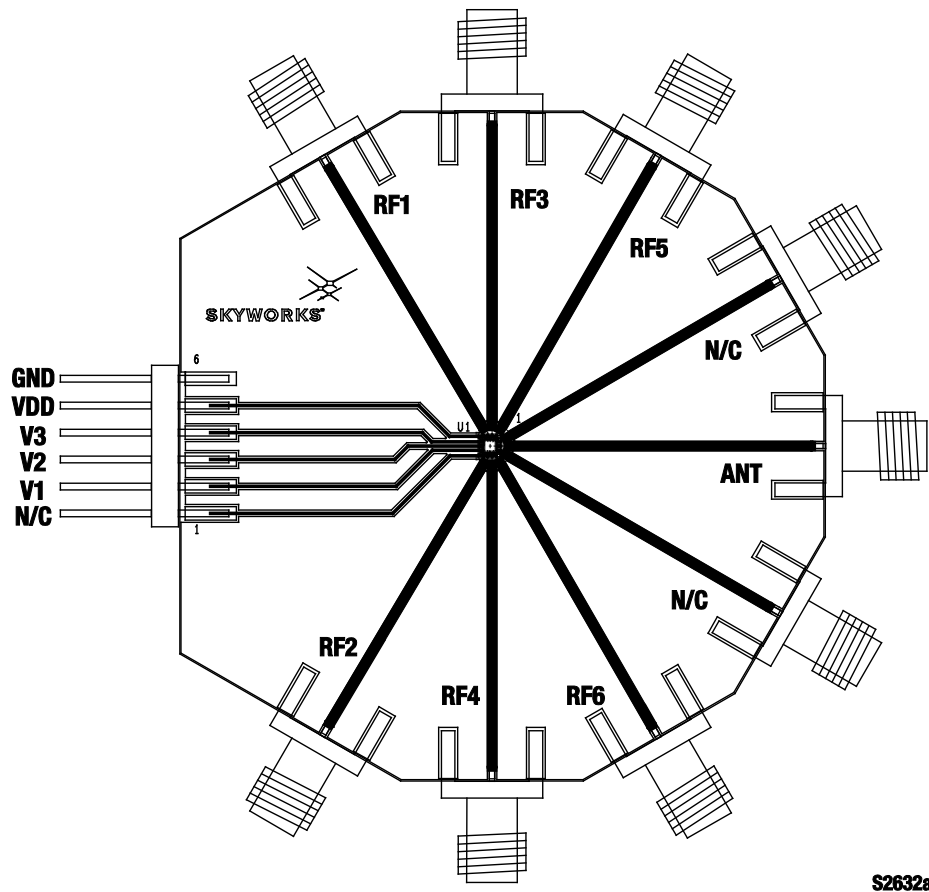 RF1
RF3
RF5
SKYWORKS
N/C
6
GND
VDD
V3
U1
1
V2
ANT
V1
N/C
1
N/C
RF2
RF4
RF6
S2632a